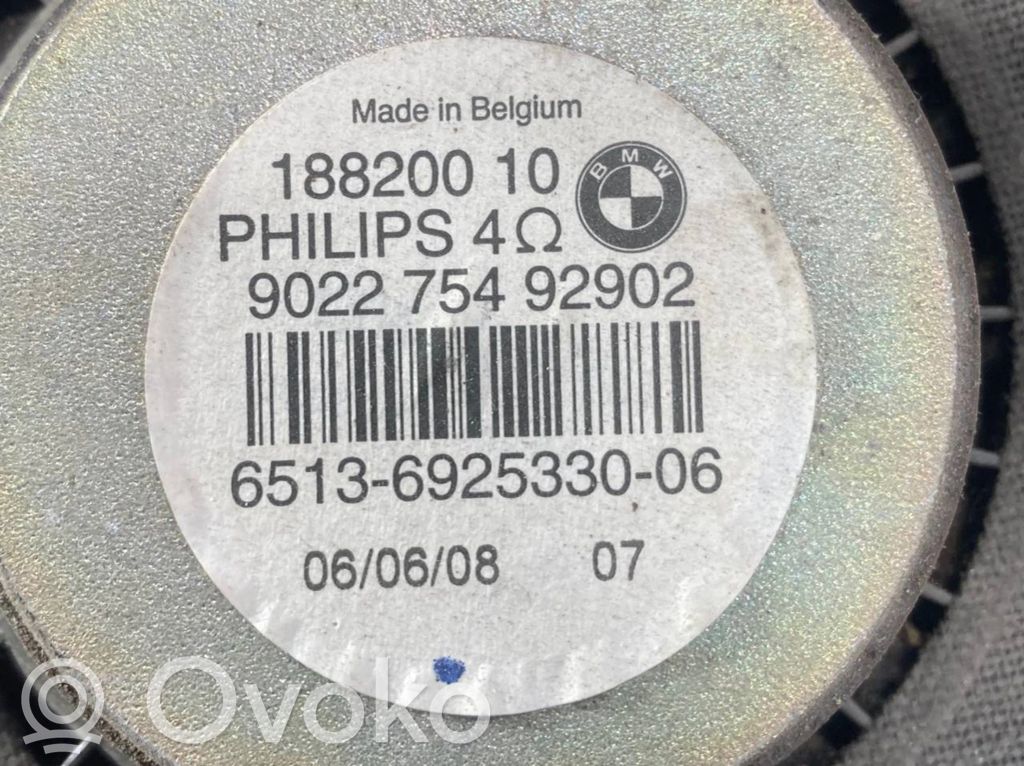 Made in Belgium
188200 10
BMW
PHILIPS 4Ω
9022 754 92902
6513-6925330-06
06/06/08 07
Ovoko